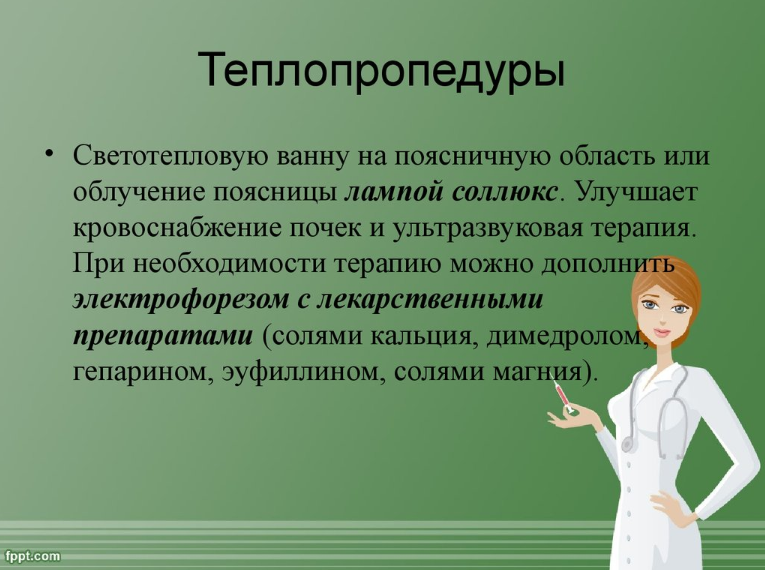 Теплопропедуры
• Светотепловую ванну на поясничную область или
облучение поясницы лампой соллюкс. Улучшает
кровоснабжение почек и ультразвуковая терапия.
При необходимости терапию можно дополнить
электрофорезом с лекарственными
препаратами (солями кальция, димедролом,
гепарином, эуфиллином, солями магния).
fppt.com